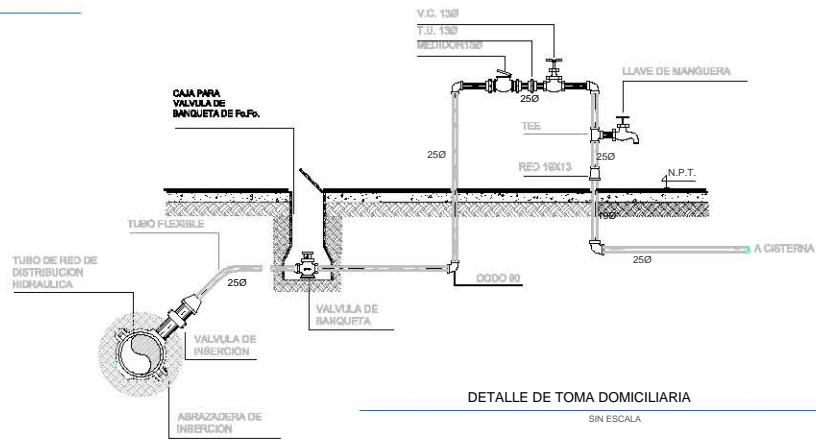 V.C. 13Ø
T.U. 13Ø
MEDIDOR 13Ø
LLAVE DE MANGUERA
CAJA PARA
VALVULA DE
BANQUETA DE Fo.Fo.
25Ø
TEE
25Ø
25Ø
RED 19X13
N.P.T.
19Ø
TUBO FLEXIBLE
TUBO DE RED DE
DISTRIBUCION
HIDRAULICA
25Ø
A CISTERNA
25Ø
CODO 90
VALVULA DE
BANQUETA
VALVULA DE
INSERCION
ABRAZADERA DE
INSERCION
DETALLE DE TOMA DOMICILIARIA
SIN ESCALA